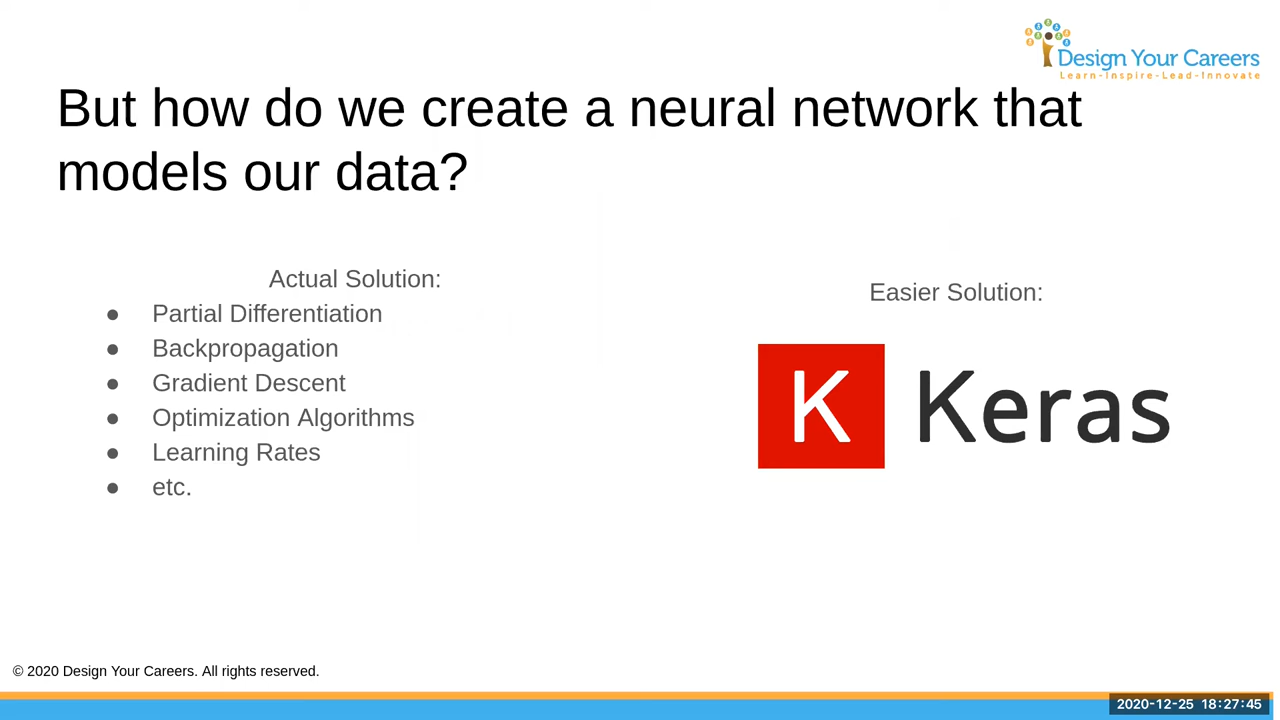 Design Your Careers
Learn-Inspire-Lead-Innovate
But how do we create a neural network that
models our data?
Actual Solution:
● Partial Differentiation
● Backpropagation
● Gradient Descent
● Optimization Algorithms
● Learning Rates
● etc.
Easier Solution:
K Keras
© 2020 Design Your Careers. All rights reserved.
2020-12-25 18:27:45